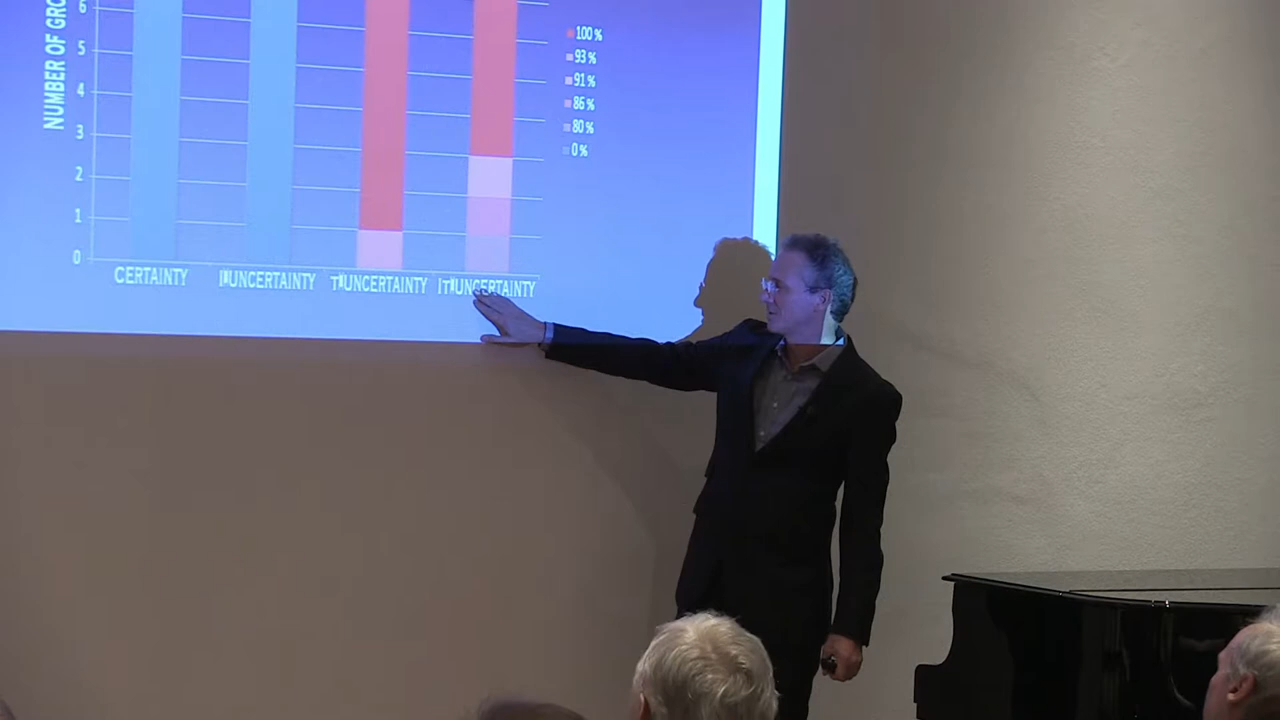 NUMBER OF GRO
6
5
4
3
2
1
0
CERTAINTY
UNCERTAINTY
UNCERTAINTY
UNCERTAINTY
100 %
93 %
91 %
86 %
80 %
0 %